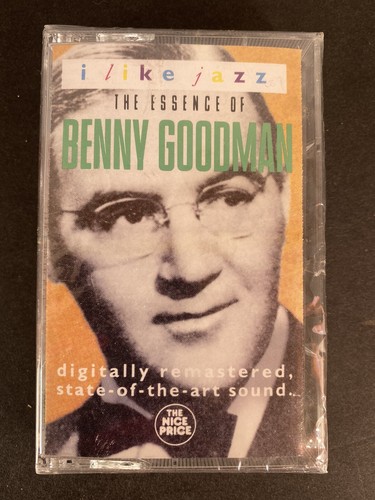 i like jazz
THE ESSENCE OF
BENNY GOODMAN
digitally remastered,
state-of-the-art sound.
THE
NICE
PRICE